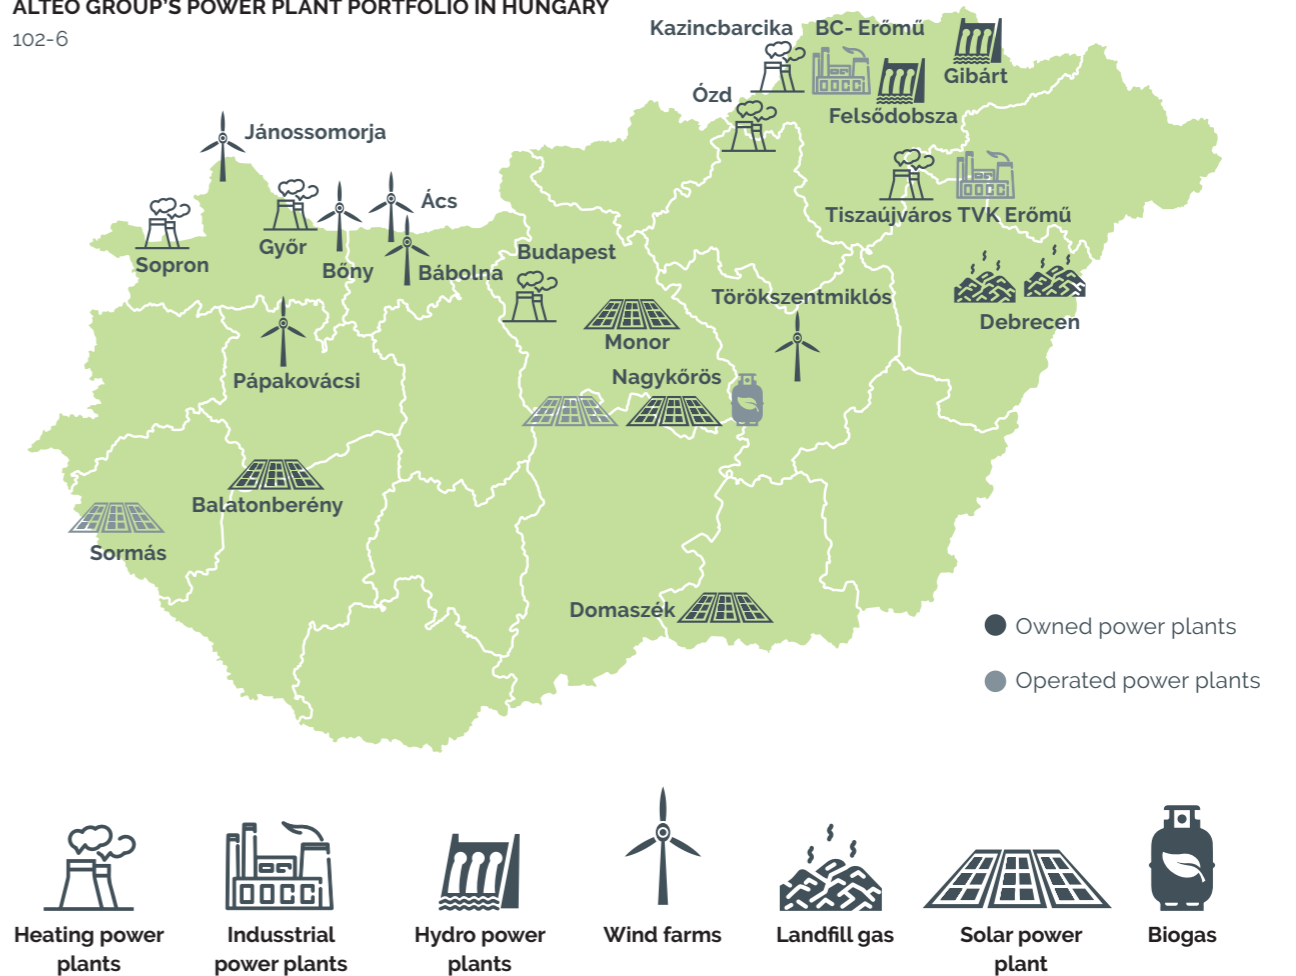 ALTEO GROUP'S POWER PLANT PORTFOLIO IN HUNGARY
102-6
Kazincbarcika
BC- Erőmű
Gibárt
Ózd
Felsődobsza
Jánossomorja
Ács
Tiszaújváros
TVK Erőmű
Sopron
Győr
Bőny
Bábolna
Budapest
Törökszentmiklós
Debrecen
Monor
Pápakovácsi
Nagykőrös
Balatonberény
Sormás
Domaszék
Owned power plants
Operated power plants
Heating power
plants
Indusstrial
power plants
Hydro power
plants
Wind farms
Landfill gas
Solar power
plant
Biogas